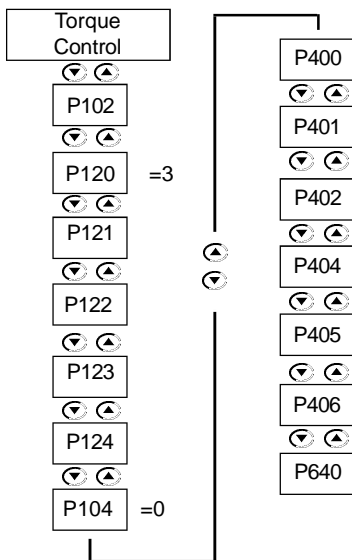 Torque
Control
P102
P120 =3
P121
P122
P123
P124
P104 =0
P400
P401
P402
P404
P405
P406
P640